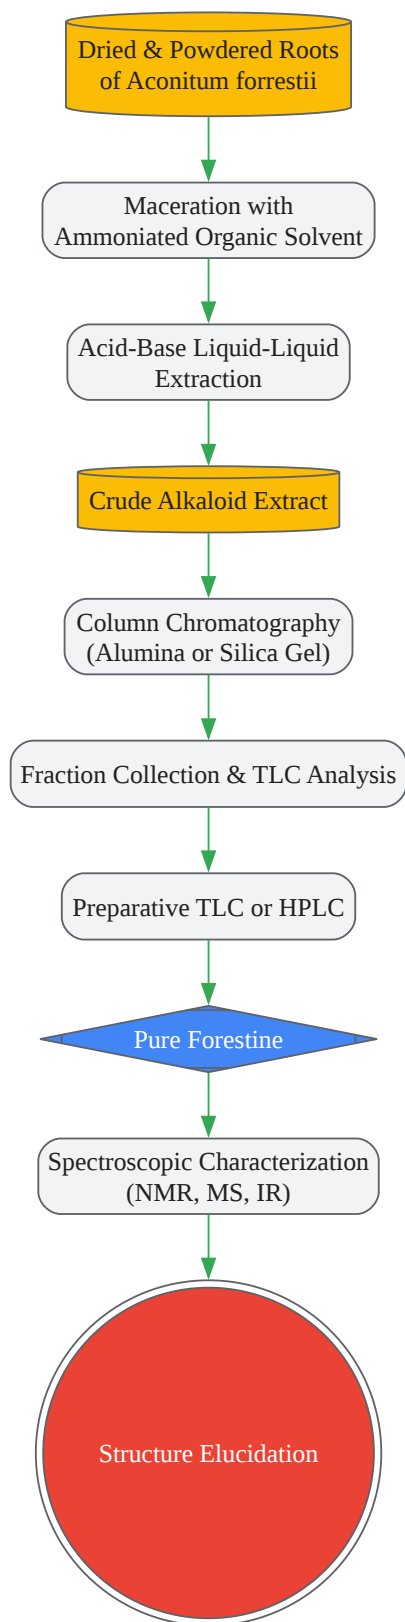 Dried & Powdered Roots
of Aconitum forrestii
Maceration with
Ammoniated Organic Solvent
Acid-Base Liquid-Liquid
Extraction
Crude Alkaloid Extract
Column Chromatography
(Alumina or Silica Gel)
Fraction Collection & TLC Analysis
Preparative TLC or HPLC
Pure Forestine
Spectroscopic Characterization
(NMR, MS, IR)
Structure Elucidation